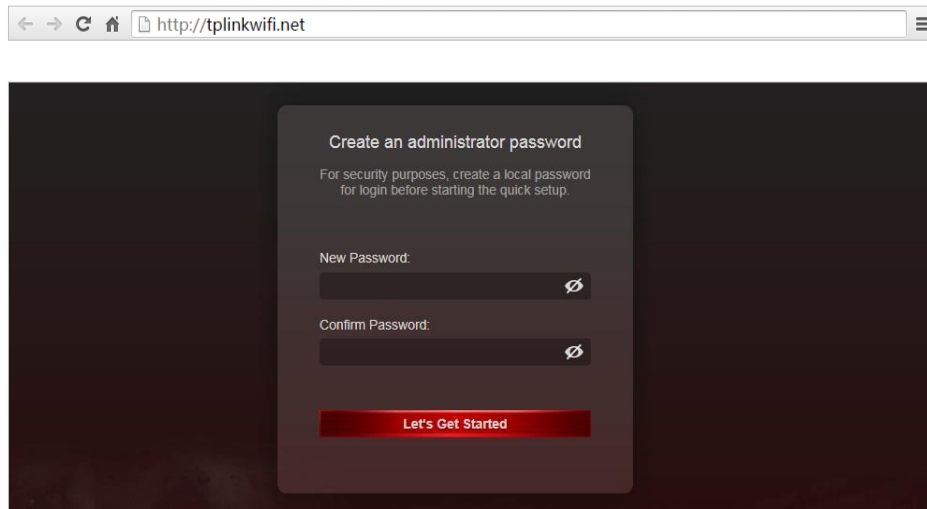 http://tplinkwifi.net
Create an administrator password
For security purposes, create a local password
for login before starting the quick setup.
New Password:
Confirm Password:
Let's Get Started